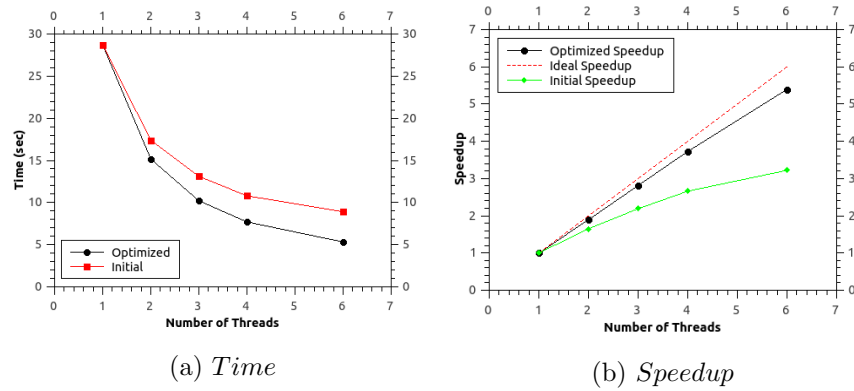 0 1 2 3 4 5 6 7
30 30
25 25
20 20
15 15
10 10
5 5
0 0
Time (sec)
Optimized
Initial
0 1 2 3 4 5 6 7
Number of Threads
(a) Time
0 1 2 3 4 5 6 7
7 7
6 6
5 5
4 4
3 3
2 2
1 1
0 0
Speedup
Optimized Speedup
Ideal Speedup
Initial Speedup
0 1 2 3 4 5 6 7
Number of Threads
(b) Speedup